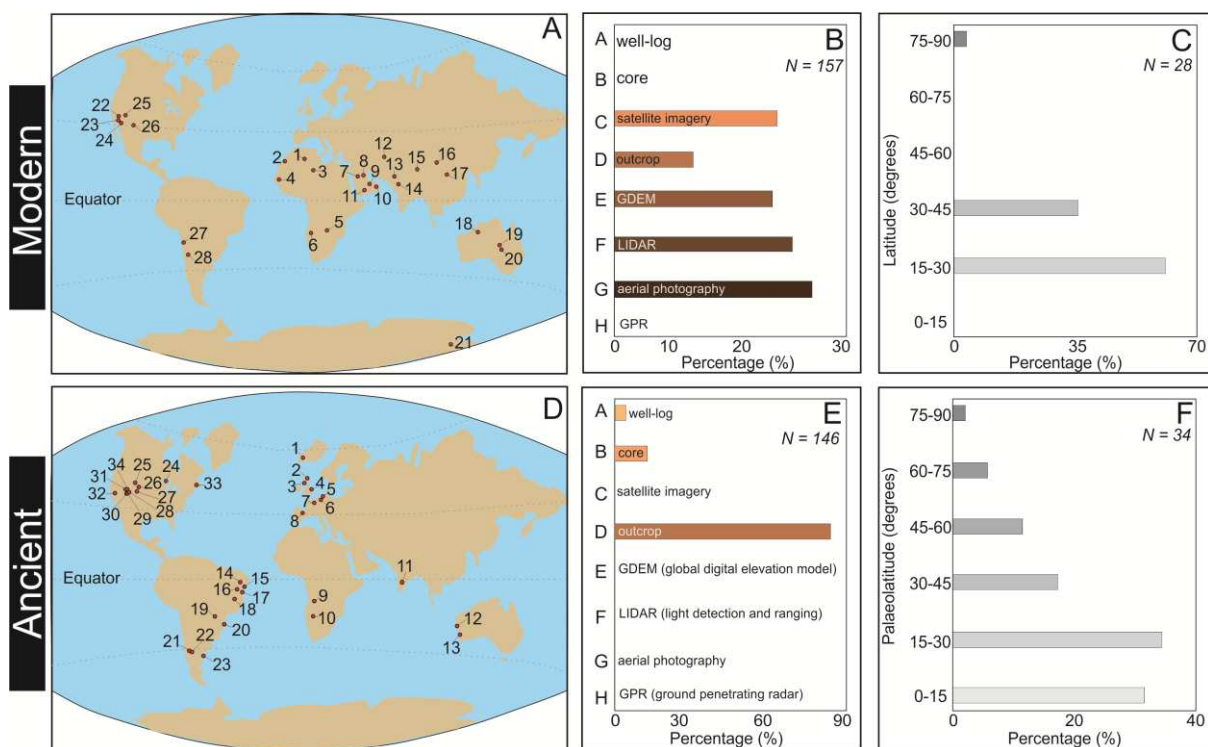 Modern
A
22
25
23
24
26
Equator
27
28
2
1
3
4
7
8
9
12
13
15
16
17
14
11
10
5
6
18
19
20
21
B
N = 157
A well-log
B core
C satellite imagery
D outcrop
E GDEM
F LIDAR
G aerial photography
H GPR
0 10 20 30
Percentage (%)
C
N = 28
Latitude (degrees)
75-90
60-75
45-60
30-45
15-30
0-15
0 35 70
Percentage (%)
Ancient
D
1
2
3
4
5
6
7
8
34
25
24
31
26
33
32
27
30
29
28
Equator
14
15
16
17
18
19
20
21
22
23
9
10
11
12
13
E
N = 146
A well-log
B core
C satellite imagery
D outcrop
E GDEM (global digital elevation model)
F LIDAR (light detection and ranging)
G aerial photography
H GPR (ground penetrating radar)
0 30 60 90
Percentage (%)
F
N = 34
Palaeolatitude (degrees)
75-90
60-75
45-60
30-45
15-30
0-15
0 20 40
Percentage (%)